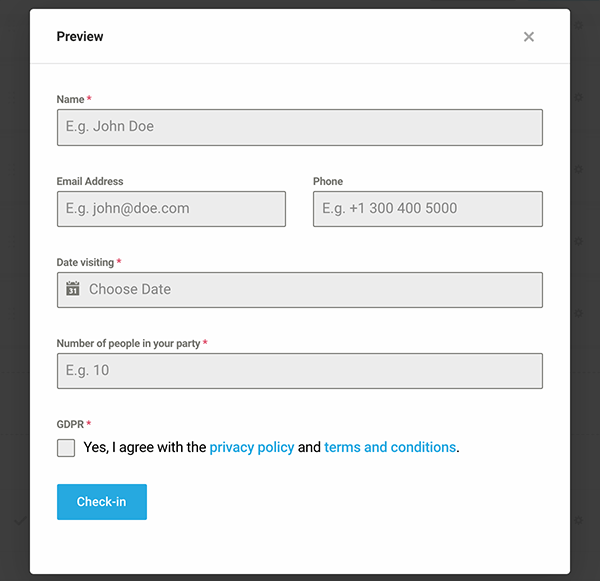 Preview
Name *
E.g. John Doe
Email Address
Phone
E.g. john@doe.com
E.g. +1 300 400 5000
Date visiting *
31
Choose Date
Number of people in your party *
E.g. 10
GDPR *
Yes, I agree with the privacy policy and terms and conditions.
Check-in